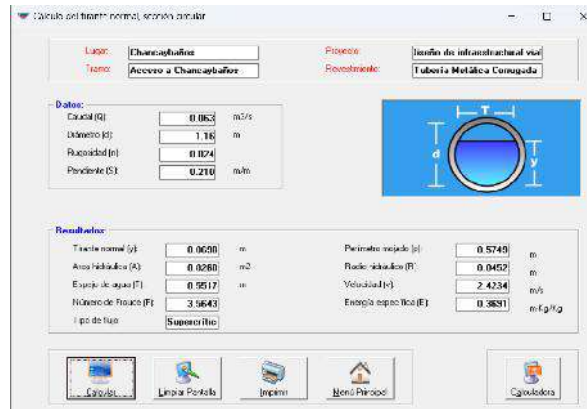 Cálculo del tirante normal, sección circular
Lugar: Chancaybaños Proyecto: Diseño de infraestructural vial
Tramo: Acceso a Chancaybaños Revestimiento: Tubería Metálica Corrugada
Datos:
Caudal (Q): 0.063 m3/s
Diámetro (d): 1.16 m
Rugosidad (n): 0.024
Pendiente (S): 0.210 m/m
T
d
y
Resultados:
Tirante normal (y): 0.0698 m Perímetro mojado (p): 0.5749 m
Area hidráulica (A): 0.0260 m2 Radio hidráulico (R): 0.0452 m
Espejo de agua (T): 0.5517 m Velocidad (v): 2.4234 m/s
Número de Froude (F): 3.5643 Energía específica (E): 0.3691 m-Kg/Kg
Tipo de flujo: Supercrítico
Calcular Limpiar Pantalla Imprimir Menú Principal Calculadora